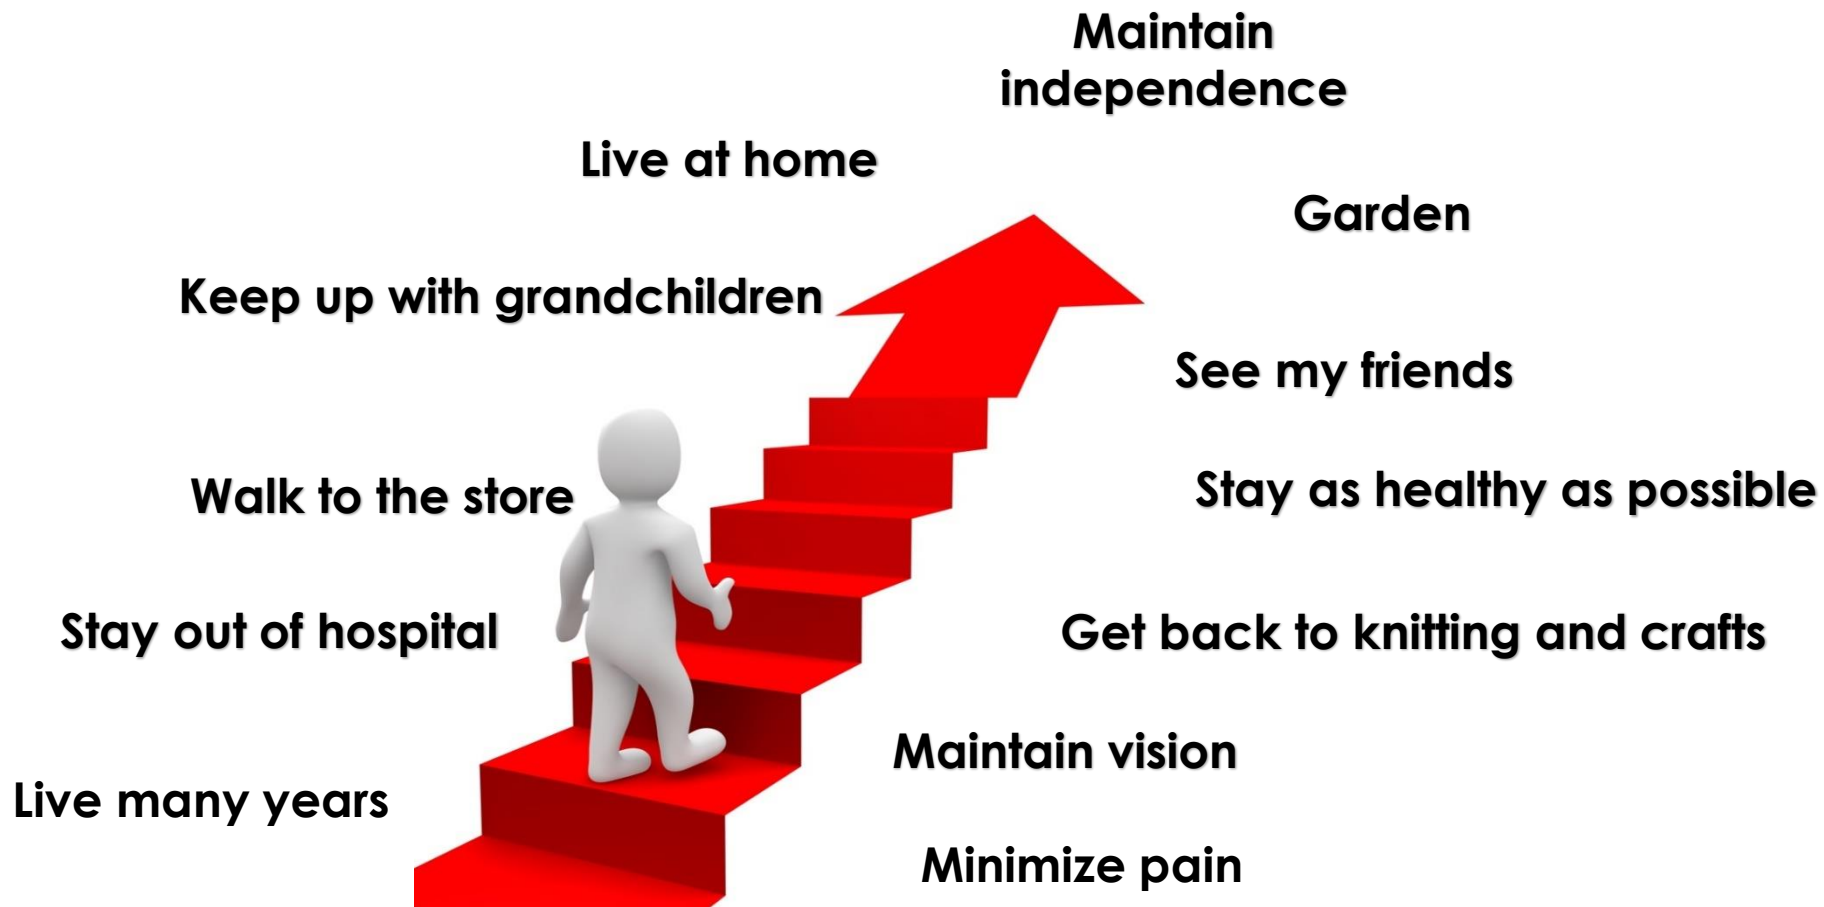 Maintain
independence
Live at home
Garden
Keep up with grandchildren
See my friends
Walk to the store
Stay as healthy as possible
Stay out of hospital
Get back to knitting and crafts
Maintain vision
Live many years
Minimize pain